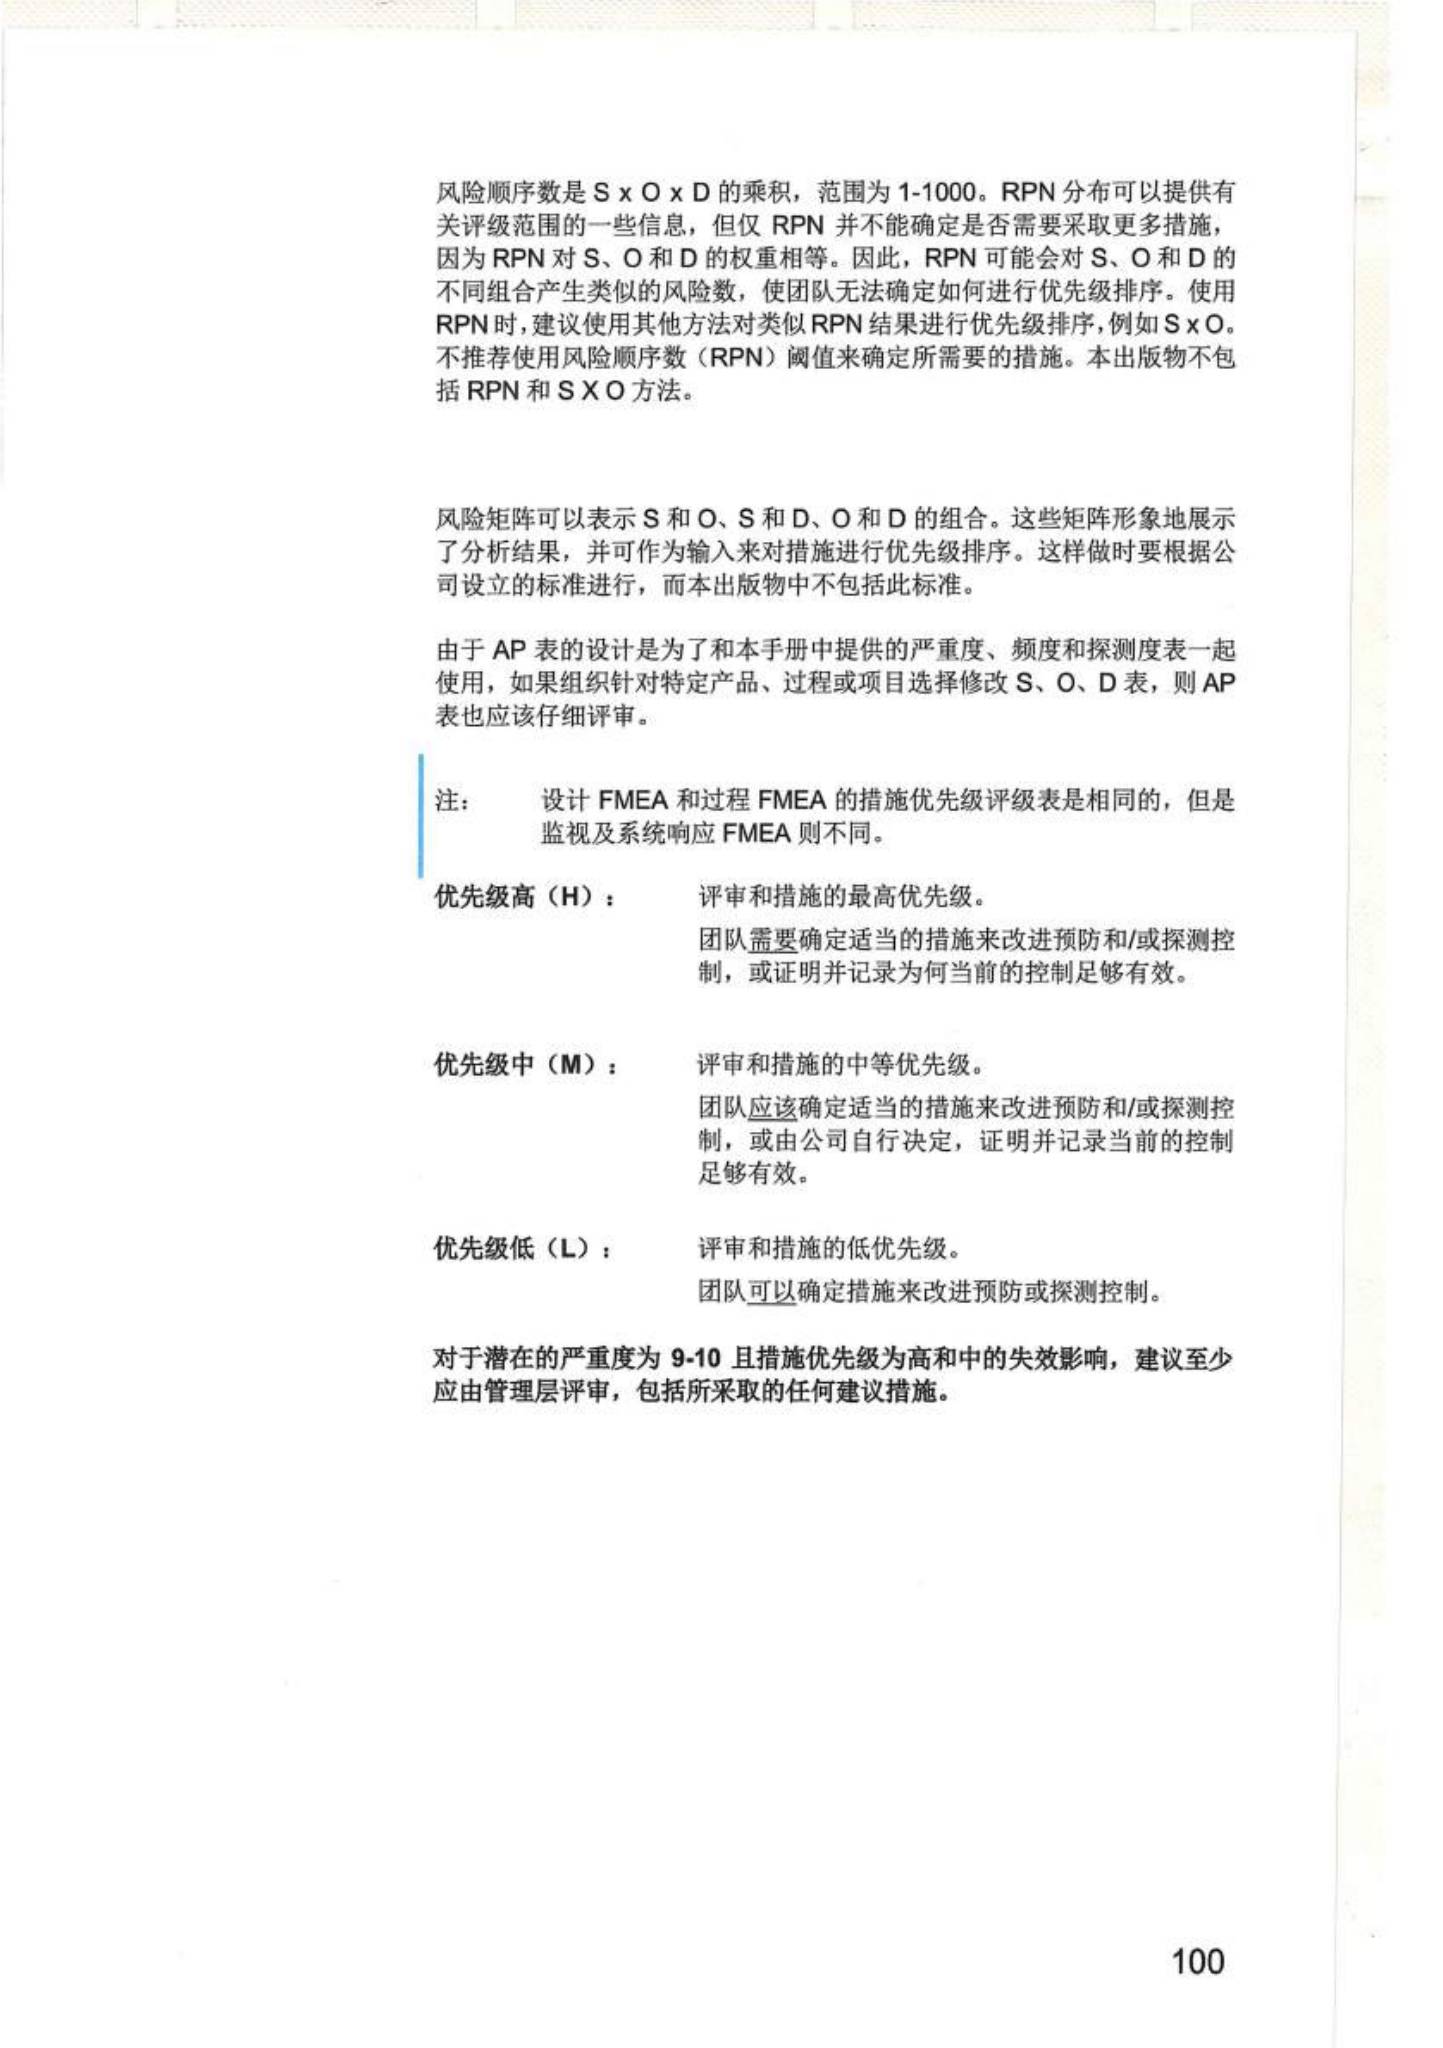 风险顺序数是 S x O x D 的乘积，范围为 1-1000。RPN 分布可以提供有
关评级范围的一些信息，但仅 RPN 并不能确定是否需要采取更多措施，
因为 RPN 对 S、O 和 D 的权重相等。因此，RPN 可能会对 S、O 和 D 的
不同组合产生类似的风险数，使团队无法确定如何进行优先级排序。使用
RPN 时，建议使用其他方法对类似 RPN 结果进行优先级排序，例如 S x O。
不推荐使用风险顺序数（RPN）阈值来确定所需要的措施。本出版物不包
括 RPN 和 S X O 方法。
风险矩阵可以表示 S 和 O、S 和 D、O 和 D 的组合。这些矩阵形象地展示
了分析结果，并可作为输入来对措施进行优先级排序。这样做时要根据公
司设立的标准进行，而本出版物中不包括此标准。
由于 AP 表的设计是为了和本手册中提供的严重度、频度和探测度表一起
使用，如果组织针对特定产品、过程或项目选择修改 S、O、D 表，则 AP
表也应该仔细评审。
注： 设计 FMEA 和过程 FMEA 的措施优先级评级表是相同的，但是
监视及系统响应 FMEA 则不同。
优先级高（H）： 评审和措施的最高优先级。
团队需要确定适当的措施来改进预防和/或探测控
制，或证明并记录为何当前的控制足够有效。
优先级中（M）： 评审和措施的中等优先级。
团队应该确定适当的措施来改进预防和/或探测控
制，或由公司自行决定，证明并记录当前的控制
足够有效。
优先级低（L）： 评审和措施的低优先级。
团队可以确定措施来改进预防或探测控制。
对于潜在的严重度为 9-10 且措施优先级为高和中的失效影响，建议至少
应由管理层评审，包括所采取的任何建议措施。
100